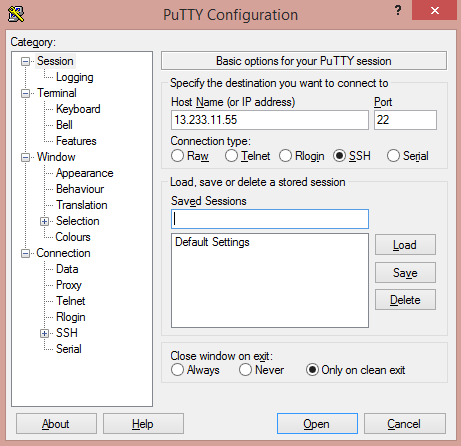 PuTTY Configuration
?
Category:
Session
Logging
Terminal
Keyboard
Bell
Features
Window
Appearance
Behaviour
Translation
Selection
Colours
Connection
Data
Proxy
Telnet
Rlogin
SSH
Serial
Basic options for your PuTTY session
Specify the destination you want to connect to
Host Name (or IP address) Port
13.233.11.55 22
Connection type:
Raw Telnet Rlogin SSH Serial
Load, save or delete a stored session
Saved Sessions
Default Settings
Load
Save
Delete
Close window on exit:
Always Never Only on clean exit
About Help Open Cancel